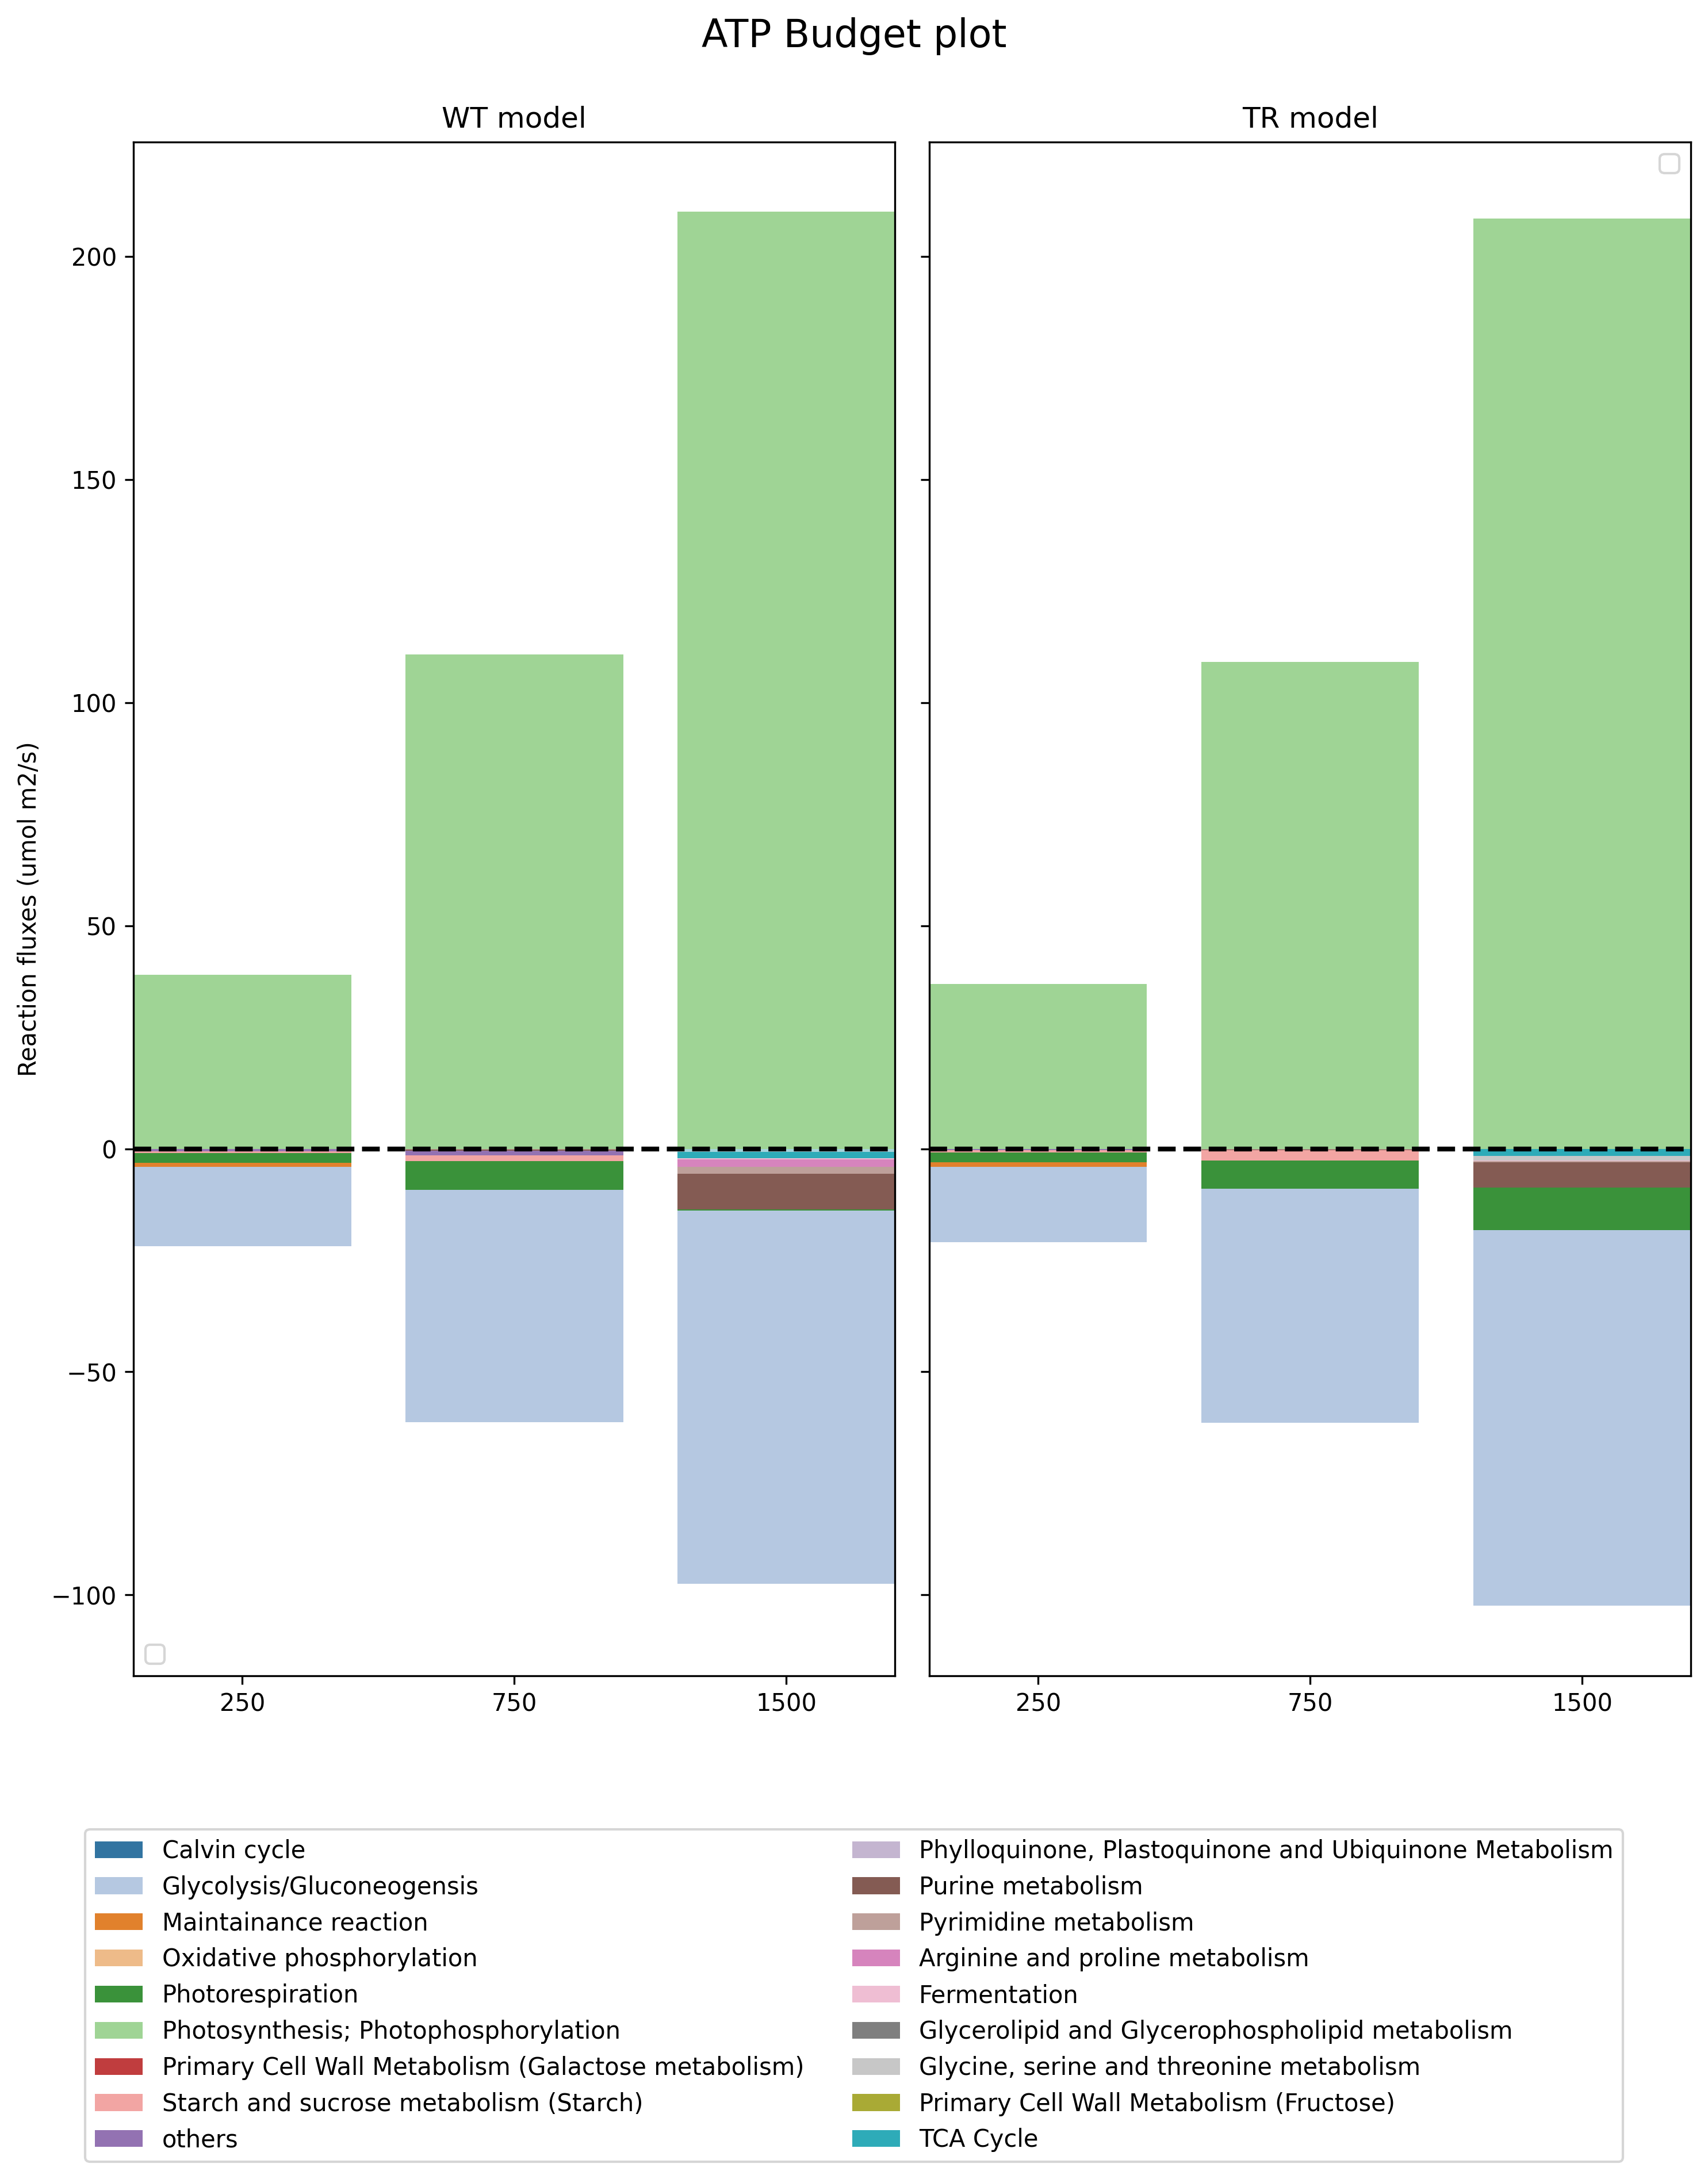 ATP Budget plot
WT model
TR model
Reaction fluxes (umol m2/s)
200
150
100
50
0
−50
−100
250 750 1500
250 750 1500
Calvin cycle
Glycolysis/Gluconeogensis
Maintainance reaction
Oxidative phosphorylation
Photorespiration
Photosynthesis; Photophosphorylation
Primary Cell Wall Metabolism (Galactose metabolism)
Starch and sucrose metabolism (Starch)
others
Phylloquinone, Plastoquinone and Ubiquinone Metabolism
Purine metabolism
Pyrimidine metabolism
Arginine and proline metabolism
Fermentation
Glycerolipid and Glycerophospholipid metabolism
Glycine, serine and threonine metabolism
Primary Cell Wall Metabolism (Fructose)
TCA Cycle